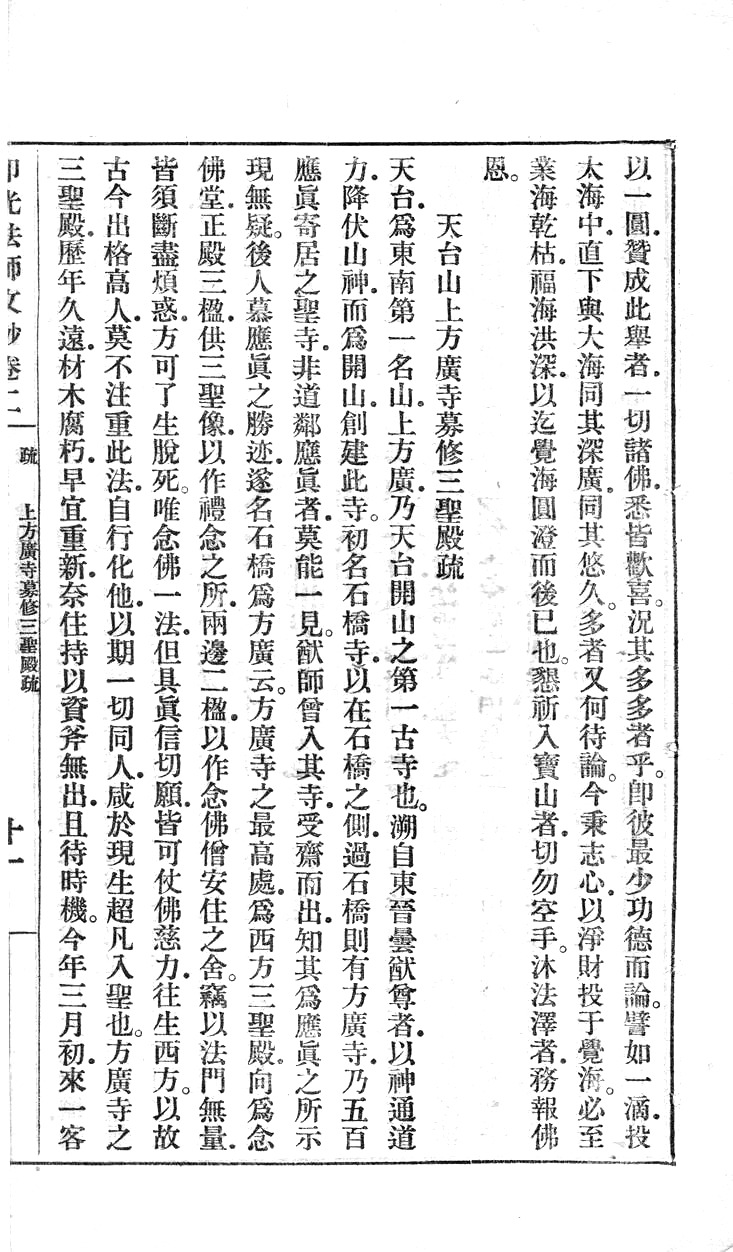 以一圓。贊成此舉者。一切諸佛。悉皆歡喜。況其多多者乎。卽彼最少功德而論。譬如一滴。投
大海中。直下與大海同其深廣。同其悠久。多者又何待論。今秉志心。以淨財投于覺海。必至
業海乾枯。福海洪深。以迄覺海圓澄而後已也。懇祈入寶山者。切勿空手。沐法澤者。務報佛
恩。
天台山上方廣寺募修三聖殿疏
天台。爲東南第一名山。上方廣。乃天台開山之第一古寺也。溯自東晉曇猷尊者。以神通道
力。降伏山神。而爲開山。創建此寺。初名石橋寺。以在石橋之側。過石橋則有方廣寺。乃五百
應眞寄居之聖寺。非道鄰應眞者。莫能一見。猷師曾入其寺。受齋而出。知其爲應眞之所示
現無疑。後人慕應眞之勝迹。遂名石橋爲方廣云。方廣寺之最高處。爲西方三聖殿。向爲念
佛堂。正殿三楹。供三聖像。以作禮念之所。兩邊二楹。以作念佛僧安住之舍。竊以法門無量。
皆須斷盡煩惑。方可了生脫死。唯念佛一法。但具眞信切願。皆可仗佛慈力。往生西方。以故
古今出格高人。莫不注重此法。自行化他。以期一切同人。咸於現生超凡入聖也。方廣寺之
三聖殿。歷年久遠。材木腐朽。早宜重新。奈住持以資斧無出。且待時機。今年三月初。來一客
印光法師文鈔卷二 疏 上方廣寺募修三聖殿疏 十一